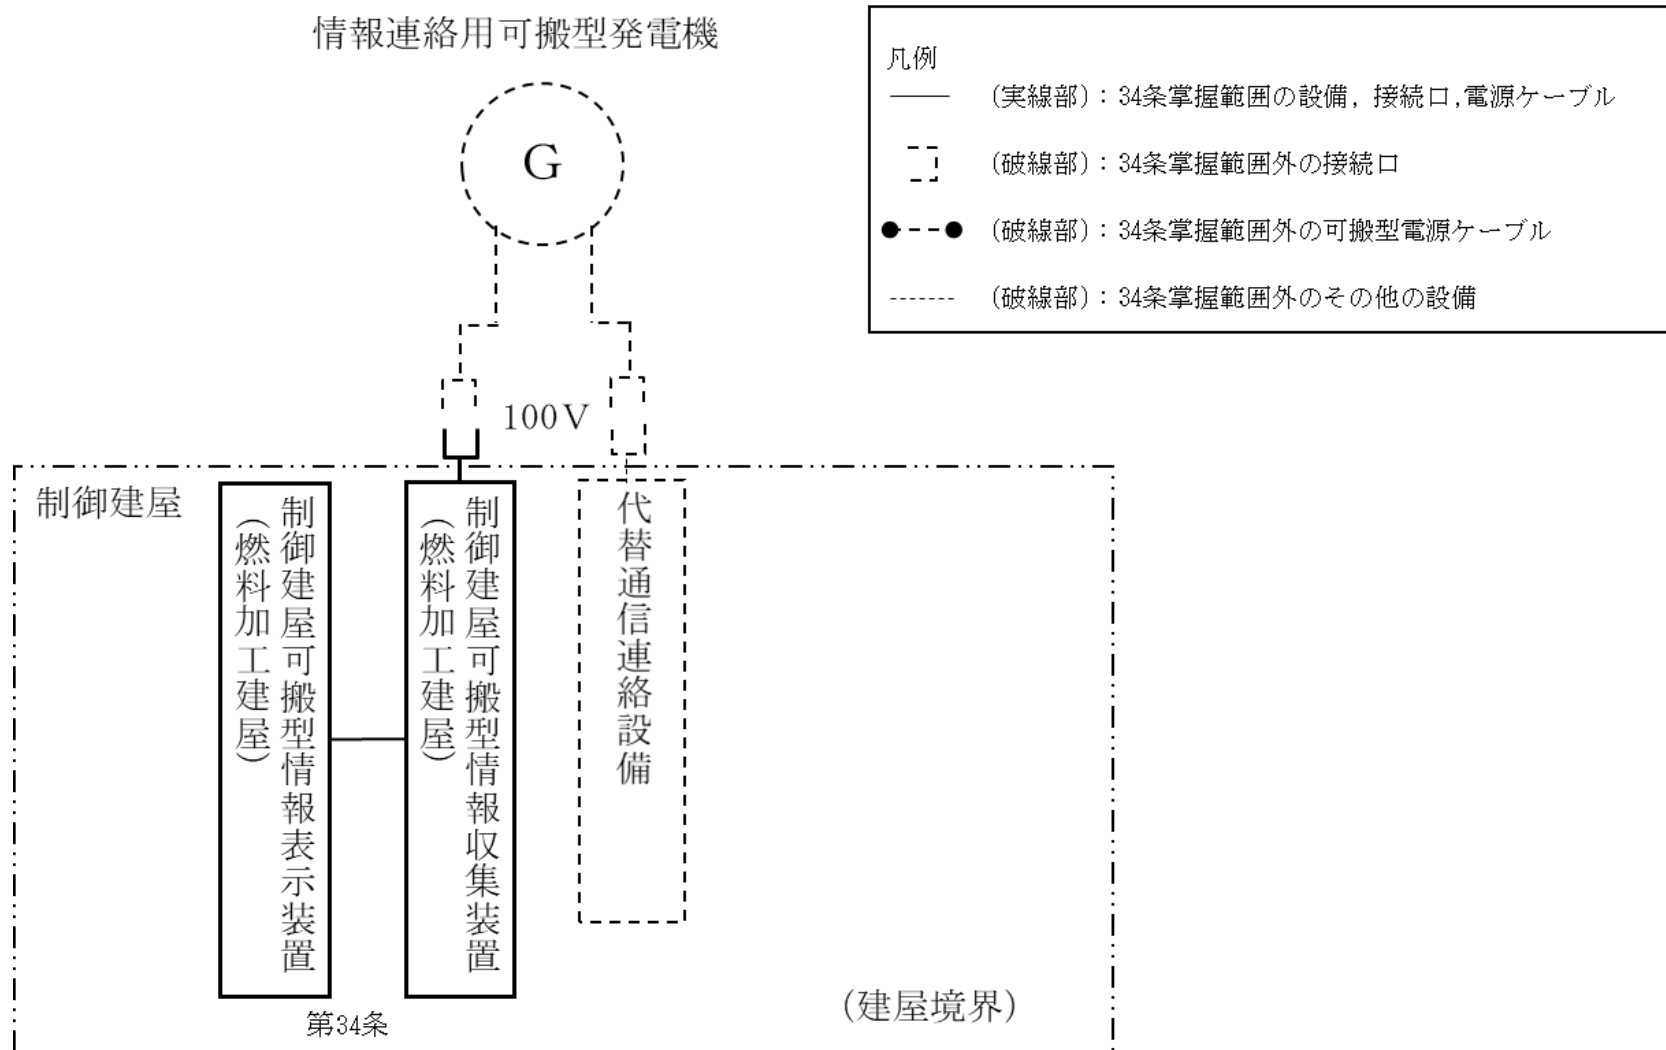 情報連絡用可搬型発電機
G
100V
凡例
(実線部)：34条掌握範囲の設備，接続口,電源ケーブル
(破線部)：34条掌握範囲外の接続口
(破線部)：34条掌握範囲外の可搬型電源ケーブル
(破線部)：34条掌握範囲外のその他の設備
制御建屋
制御建屋可搬型情報表示装置
（燃料加工建屋）
制御建屋可搬型情報収集装置
（燃料加工建屋）
代替通信連絡設備
第34条
(建屋境界)